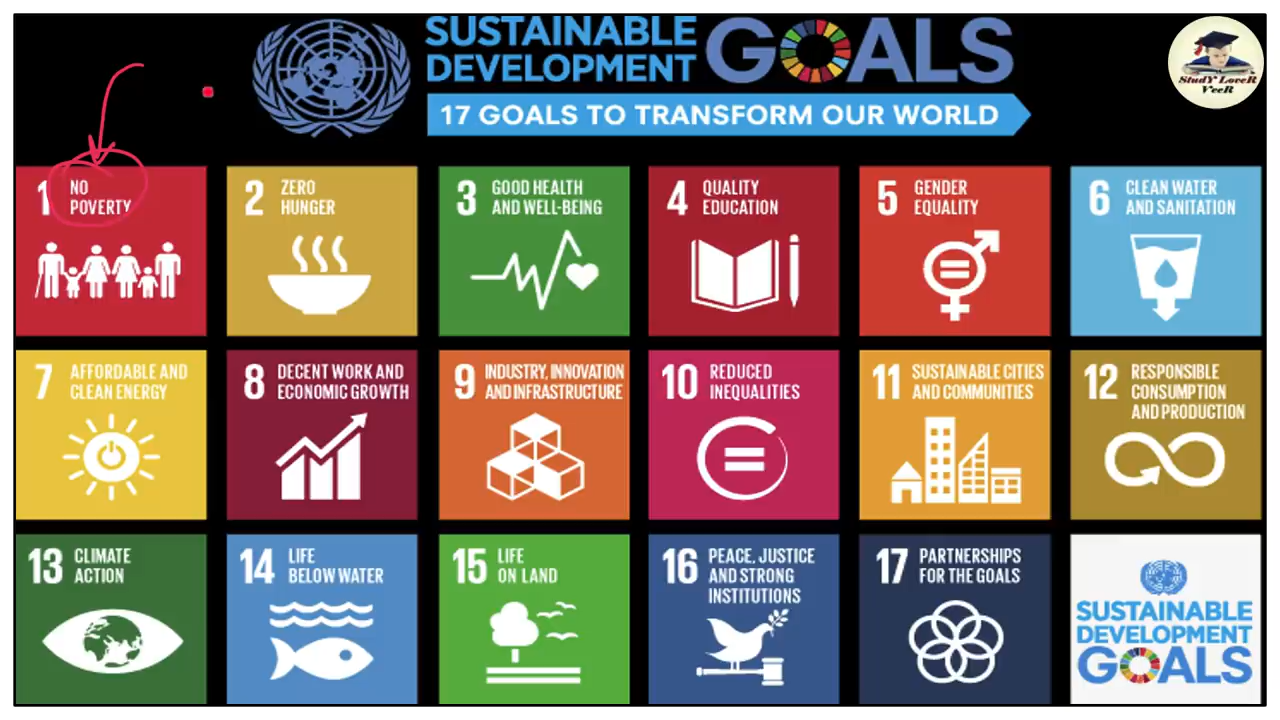 SUSTAINABLE
DEVELOPMENT
GOALS
17 GOALS TO TRANSFORM OUR WORLD
StudY LoveR
VeeR
1 NO
POVERTY
2 ZERO
HUNGER
3 GOOD HEALTH
AND WELL-BEING
4 QUALITY
EDUCATION
5 GENDER
EQUALITY
6 CLEAN WATER
AND SANITATION
7 AFFORDABLE AND
CLEAN ENERGY
8 DECENT WORK AND
ECONOMIC GROWTH
9 INDUSTRY, INNOVATION
AND INFRASTRUCTURE
10 REDUCED
INEQUALITIES
11 SUSTAINABLE CITIES
AND COMMUNITIES
12 RESPONSIBLE
CONSUMPTION
AND PRODUCTION
13 CLIMATE
ACTION
14 LIFE
BELOW WATER
15 LIFE
ON LAND
16 PEACE, JUSTICE
AND STRONG
INSTITUTIONS
17 PARTNERSHIPS
FOR THE GOALS
SUSTAINABLE
DEVELOPMENT
GOALS